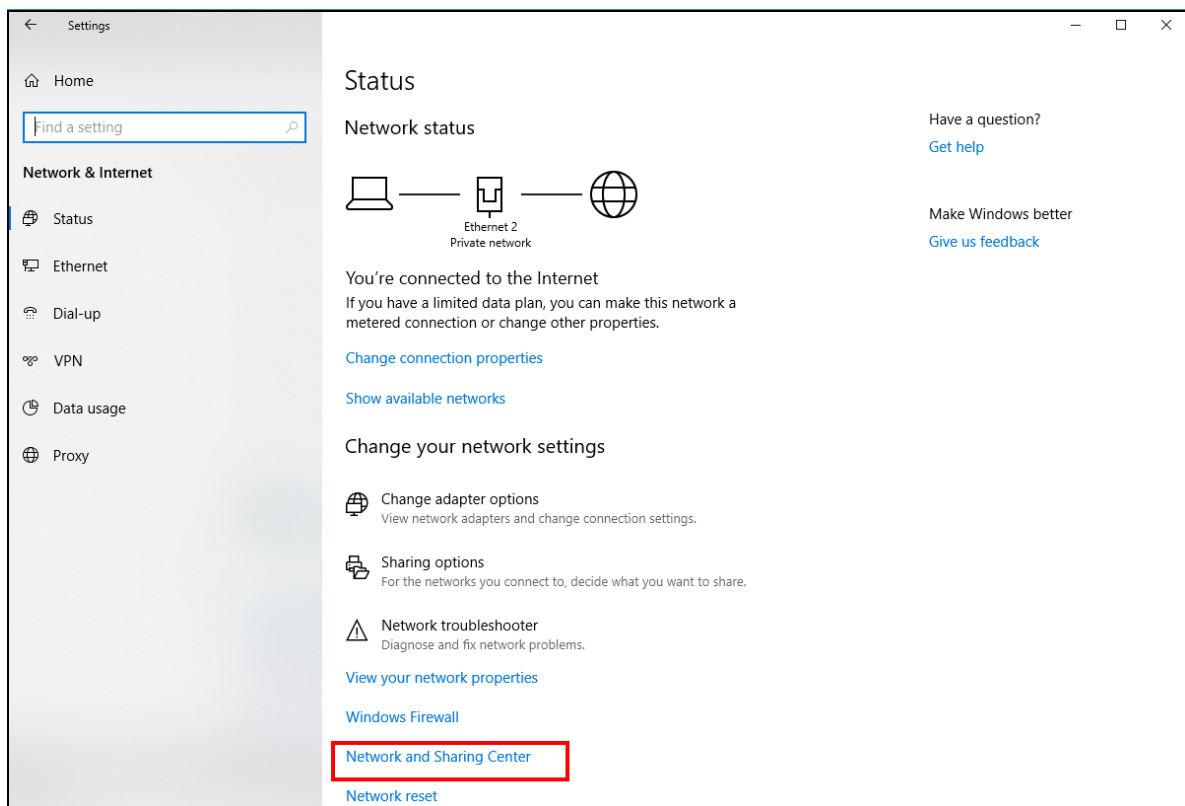 Settings
Home
Find a setting
Network & Internet
Status
Ethernet
Dial-up
VPN
Data usage
Proxy
Status
Network status
Ethernet 2
Private network
You're connected to the Internet
If you have a limited data plan, you can make this network a
metered connection or change other properties.
Change connection properties
Show available networks
Change your network settings
Change adapter options
View network adapters and change connection settings.
Sharing options
For the networks you connect to, decide what you want to share.
Network troubleshooter
Diagnose and fix network problems.
View your network properties
Windows Firewall
Network and Sharing Center
Network reset
Have a question?
Get help
Make Windows better
Give us feedback